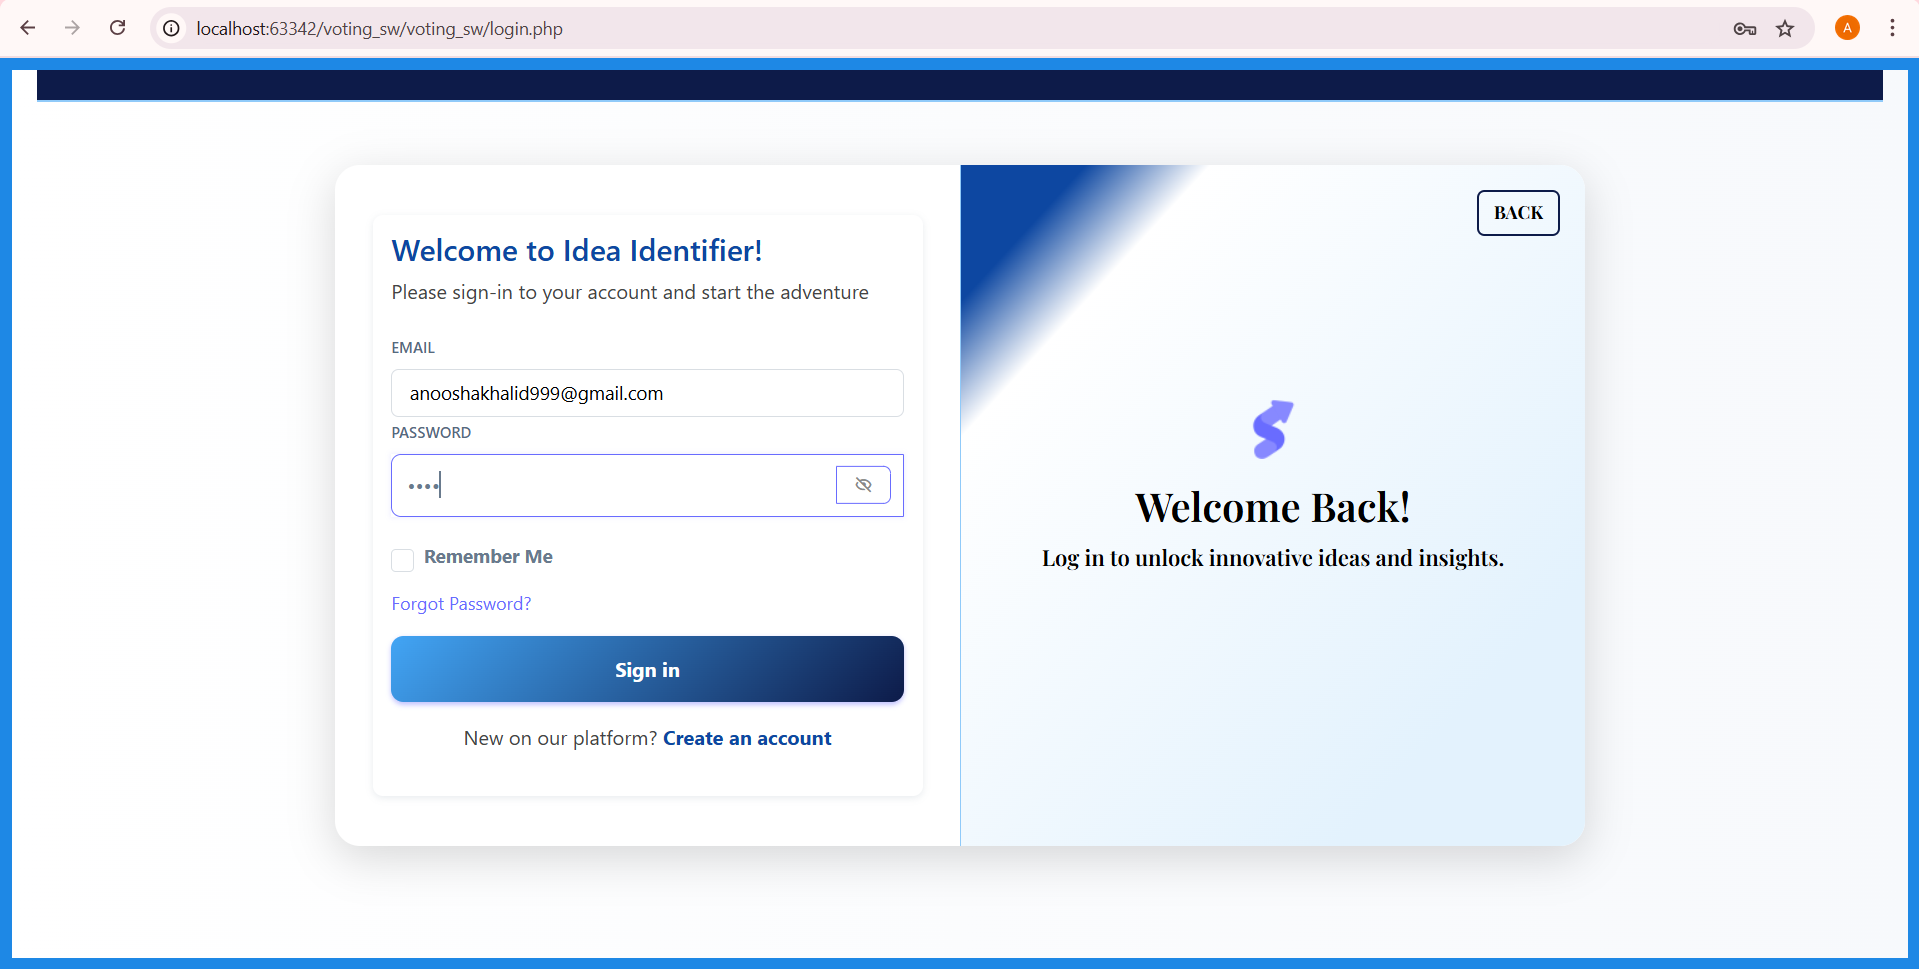 localhost:63342/voting_sw/voting_sw/login.php
A
Welcome to Idea Identifier!
Please sign-in to your account and start the adventure
EMAIL
anooshakhalid999@gmail.com
PASSWORD
••••
Remember Me
Forgot Password?
Sign in
New on our platform? Create an account
BACK
Welcome Back!
Log in to unlock innovative ideas and insights.